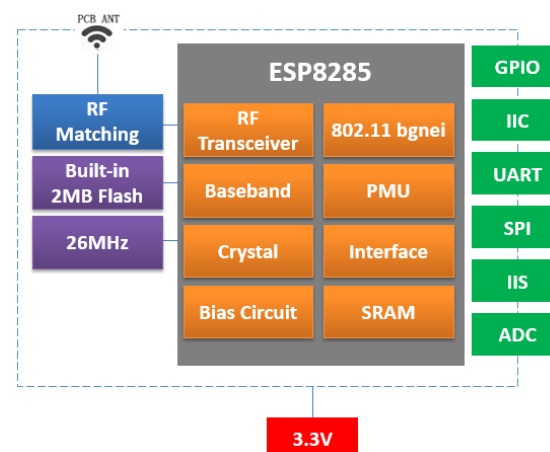 PCB ANT
ESP8285
RF
Matching
Built-in
2MB Flash
26MHz
RF
Transceiver
802.11 bgnei
Baseband
PMU
Crystal
Interface
Bias Circuit
SRAM
GPIO
IIC
UART
SPI
IIS
ADC
3.3V